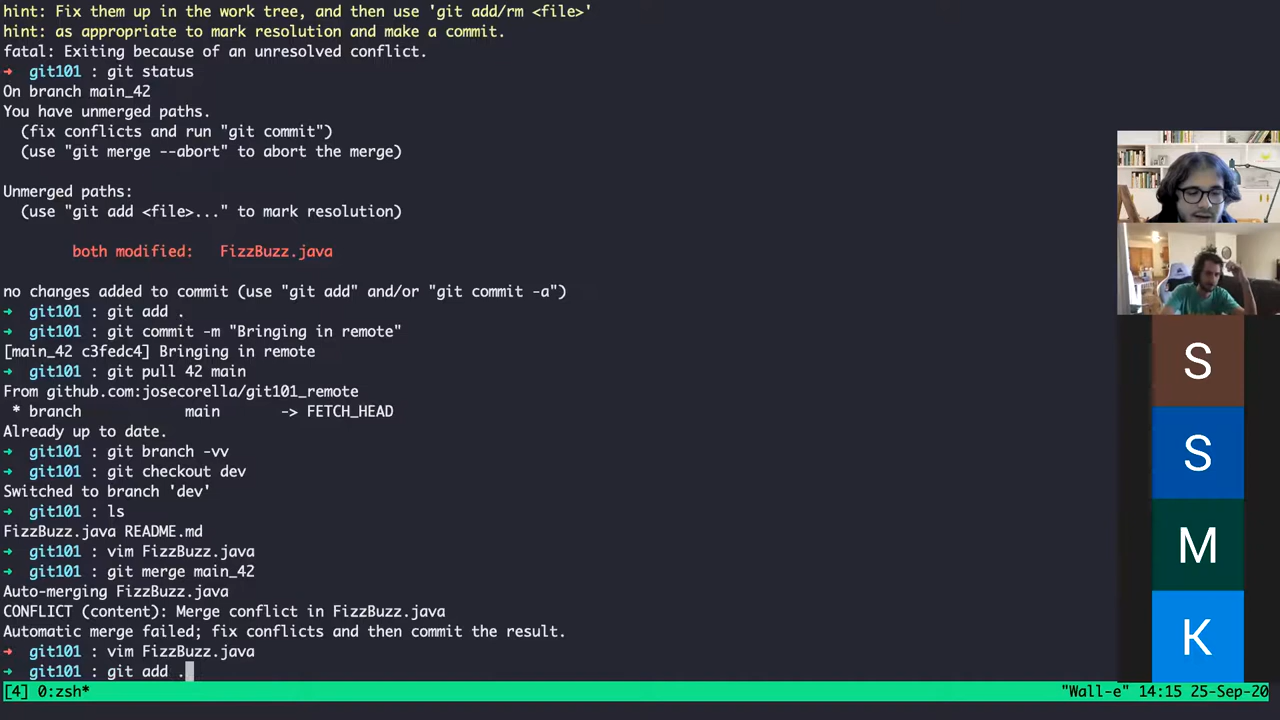 hint: Fix them up in the work tree, and then use 'git add/rm <file>'
hint: as appropriate to mark resolution and make a commit.
fatal: Exiting because of an unresolved conflict.
➜  git101 : git status
On branch main_42
You have unmerged paths.
  (fix conflicts and run "git commit")
  (use "git merge --abort" to abort the merge)
Unmerged paths:
  (use "git add <file>..." to mark resolution)
        both modified:   FizzBuzz.java
no changes added to commit (use "git add" and/or "git commit -a")
➜  git101 : git add .
➜  git101 : git commit -m "Bringing in remote"
[main_42 c3fedc4] Bringing in remote
➜  git101 : git pull 42 main
From github.com:josecorella/git101_remote
 * branch            main       -> FETCH_HEAD
Already up to date.
➜  git101 : git branch -vv
➜  git101 : git checkout dev
Switched to branch 'dev'
➜  git101 : ls
FizzBuzz.java README.md
➜  git101 : vim FizzBuzz.java
➜  git101 : git merge main_42
Auto-merging FizzBuzz.java
CONFLICT (content): Merge conflict in FizzBuzz.java
Automatic merge failed; fix conflicts and then commit the result.
➜  git101 : vim FizzBuzz.java
➜  git101 : git add .
[4] 0:zsh* "Wall-e" 14:15 25-Sep-20
S
S
M
K